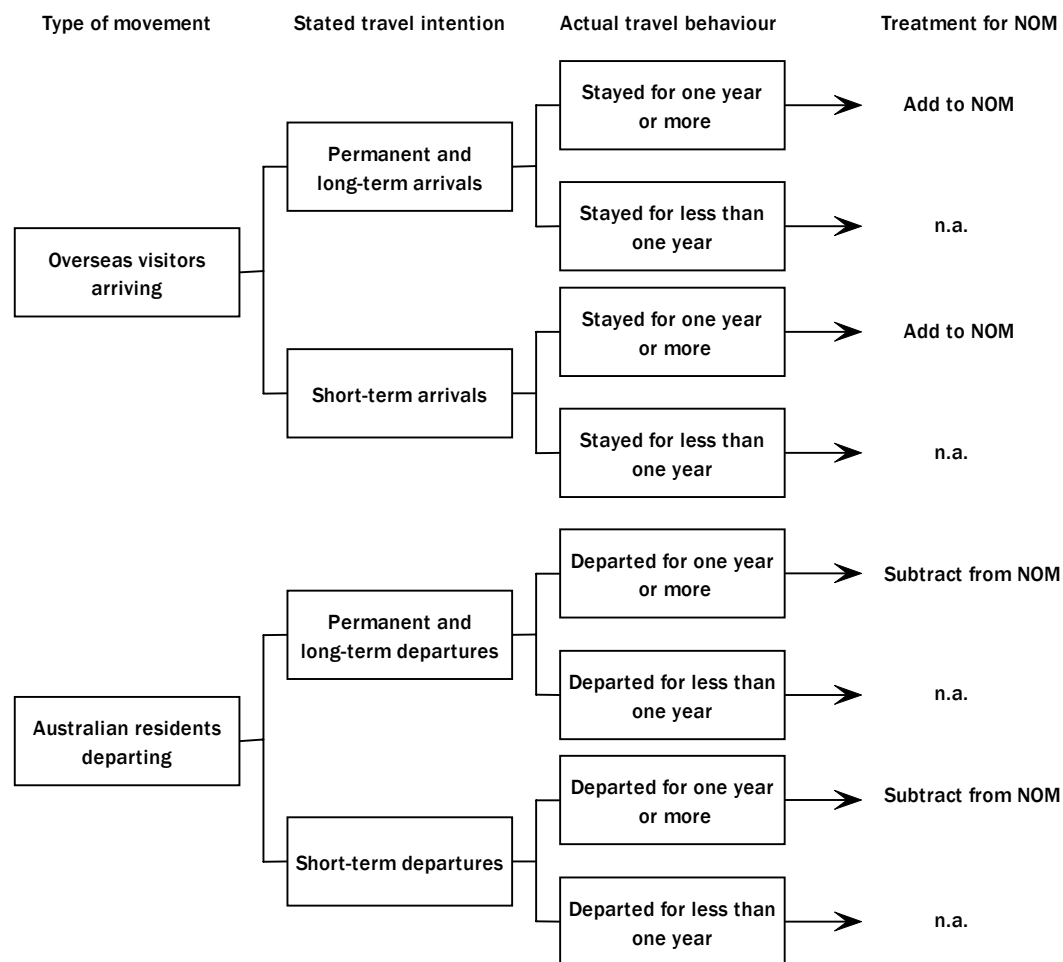 Type of movement
Stated travel intention
Actual travel behaviour
Treatment for NOM
Stayed for one year
or more
Add to NOM
Permanent and
long-term arrivals
Stayed for less than
one year
n.a.
Overseas visitors
arriving
Stayed for one year
or more
Add to NOM
Short-term arrivals
Stayed for less than
one year
n.a.
Departed for one year
or more
Subtract from NOM
Permanent and
long-term departures
Departed for less than
one year
n.a.
Australian residents
departing
Departed for one year
or more
Subtract from NOM
Short-term departures
Departed for less than
one year
n.a.